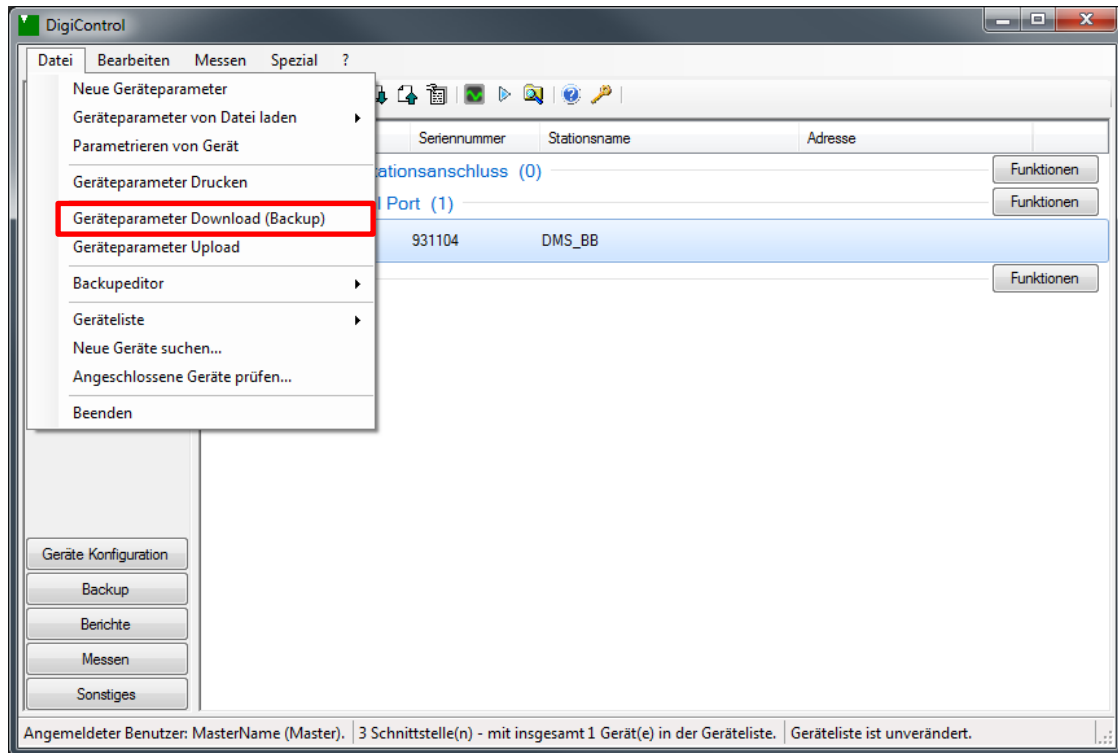 DigiControl
Datei Bearbeiten Messen Spezial ?
Neue Geräteparameter
Geräteparameter von Datei laden
Parametrieren von Gerät
Geräteparameter Drucken
Geräteparameter Download (Backup)
Geräteparameter Upload
Backupeditor
Geräteliste
Neue Geräte suchen...
Angeschlossene Geräte prüfen...
Beenden
Seriennummer Stationsname Adresse
ationsanschluss (0) Funktionen
l Port (1) Funktionen
931104 DMS_BB
Funktionen
Geräte Konfiguration
Backup
Berichte
Messen
Sonstiges
Angemeldeter Benutzer: MasterName (Master). 3 Schnittstelle(n) - mit insgesamt 1 Gerät(e) in der Geräteliste. Geräteliste ist unverändert.